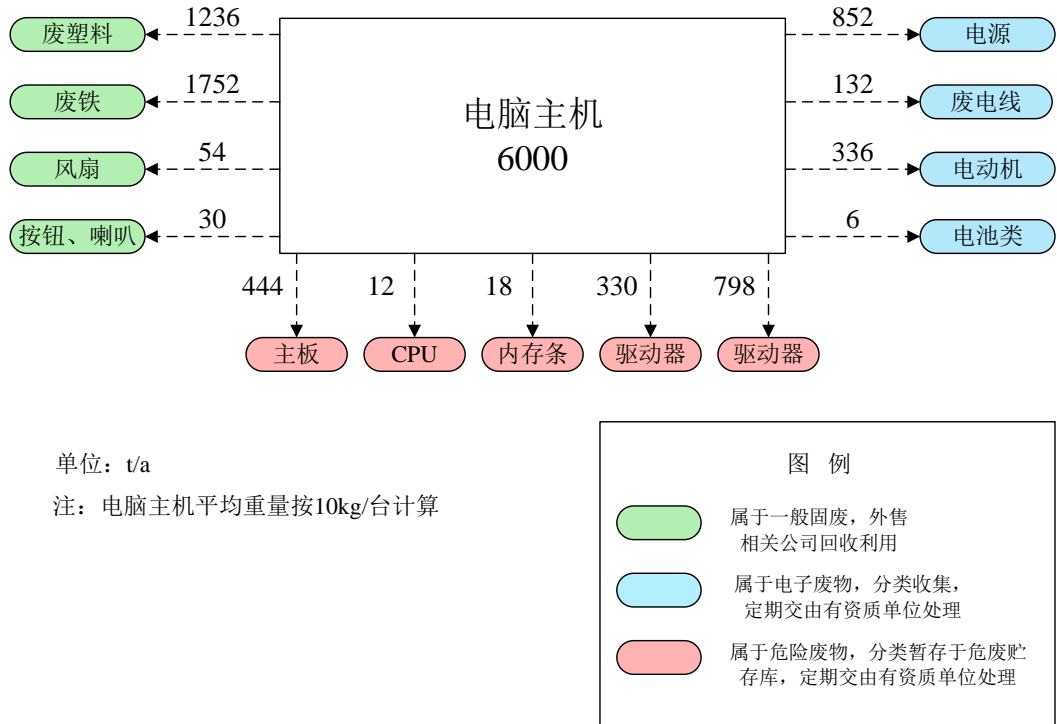 1236
852
废塑料
电源
1752
132
废铁
废电线
电脑主机
6000
54
336
风扇
电动机
30
6
按钮、喇叭
电池类
444
12
18
330
798
主板
CPU
内存条
驱动器
驱动器
单位：t/a
注：电脑主机平均重量按10kg/台计算
图 例
属于一般固废，外售
相关公司回收利用
属于电子废物，分类收集，
定期交由有资质单位处理
属于危险废物，分类暂存于危废贮
存库，定期交由有资质单位处理